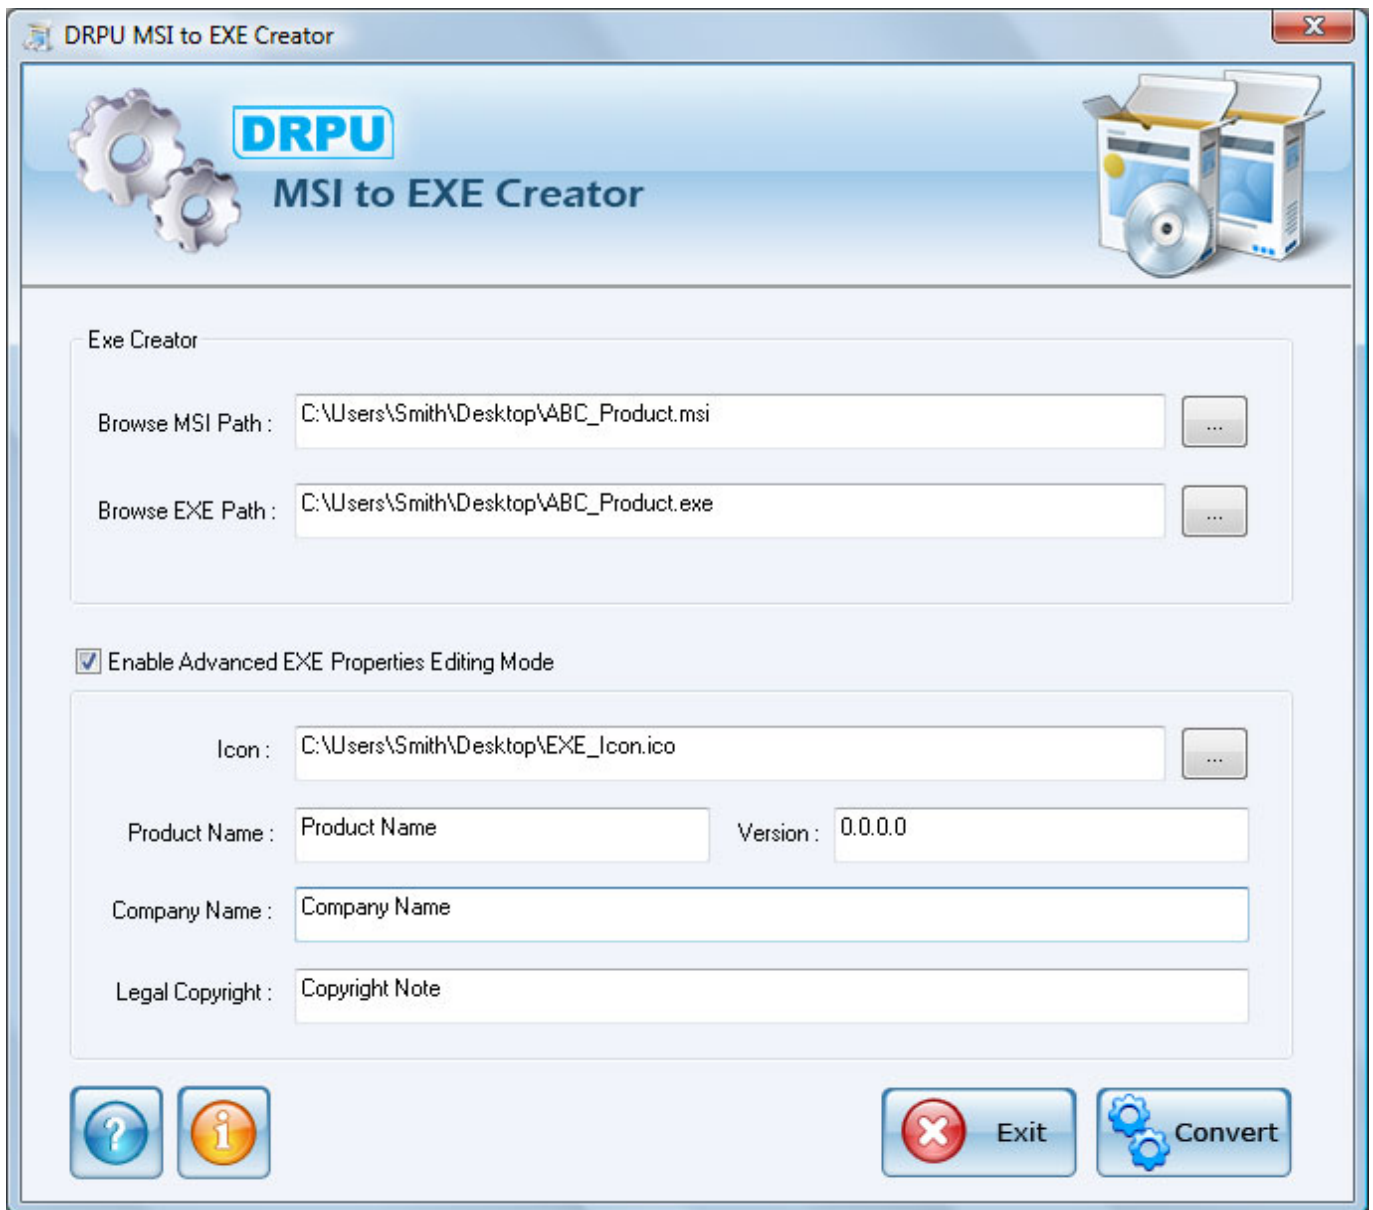 DRPU MSI to EXE Creator
DRPU
MSI to EXE Creator
Exe Creator
Browse MSI Path : C:\Users\Smith\Desktop\ABC_Product.msi ...
Browse EXE Path : C:\Users\Smith\Desktop\ABC_Product.exe ...
Enable Advanced EXE Properties Editing Mode
Icon : C:\Users\Smith\Desktop\EXE_Icon.ico ...
Product Name : Product Name Version : 0.0.0.0
Company Name : Company Name
Legal Copyright : Copyright Note
? i Exit Convert